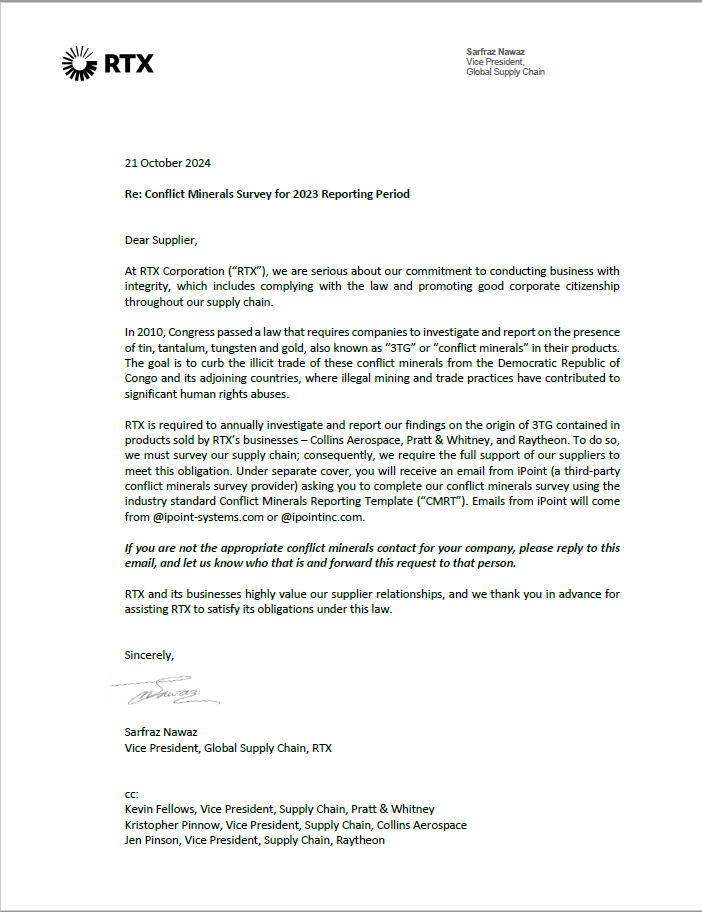 RTX
Sarfraz Nawaz
Vice President,
Global Supply Chain
21 October 2024
Re: Conflict Minerals Survey for 2023 Reporting Period
Dear Supplier,
At RTX Corporation (“RTX”), we are serious about our commitment to conducting business with
integrity, which includes complying with the law and promoting good corporate citizenship
throughout our supply chain.
In 2010, Congress passed a law that requires companies to investigate and report on the presence
of tin, tantalum, tungsten and gold, also known as “3TG” or “conflict minerals” in their products.
The goal is to curb the illicit trade of these conflict minerals from the Democratic Republic of
Congo and its adjoining countries, where illegal mining and trade practices have contributed to
significant human rights abuses.
RTX is required to annually investigate and report our findings on the origin of 3TG contained in
products sold by RTX’s businesses – Collins Aerospace, Pratt & Whitney, and Raytheon. To do so,
we must survey our supply chain; consequently, we require the full support of our suppliers to
meet this obligation. Under separate cover, you will receive an email from iPoint (a third-party
conflict minerals survey provider) asking you to complete our conflict minerals survey using the
industry standard Conflict Minerals Reporting Template (“CMRT”). Emails from iPoint will come
from @ipoint-systems.com or @ipointinc.com.
If you are not the appropriate conflict minerals contact for your company, please reply to this
email, and let us know who that is and forward this request to that person.
RTX and its businesses highly value our supplier relationships, and we thank you in advance for
assisting RTX to satisfy its obligations under this law.
Sincerely,
Sarfraz Nawaz
Vice President, Global Supply Chain, RTX
cc:
Kevin Fellows, Vice President, Supply Chain, Pratt & Whitney
Kristopher Pinnow, Vice President, Supply Chain, Collins Aerospace
Jen Pinson, Vice President, Supply Chain, Raytheon